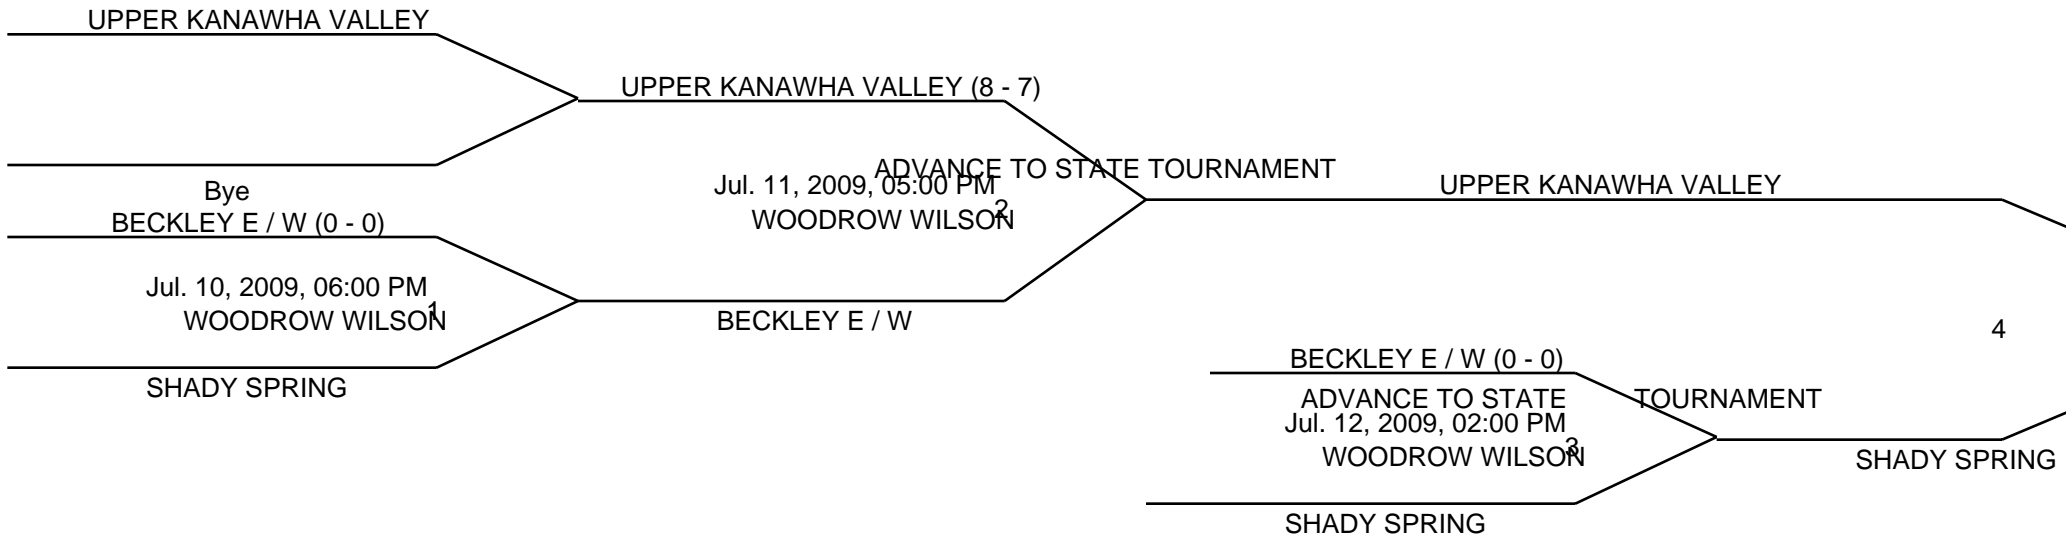 UPPER KANAWHA VALLEY
UPPER KANAWHA VALLEY (8 - 7)
ADVANCE TO STATE TOURNAMENT
Bye
Jul. 11, 2009, 05:00 PM
UPPER KANAWHA VALLEY
2
WOODROW WILSON
BECKLEY E / W (0 - 0)
Jul. 10, 2009, 06:00 PM
1
WOODROW WILSON
BECKLEY E / W
4
SHADY SPRING
BECKLEY E / W (0 - 0)
ADVANCE TO STATE TOURNAMENT
Jul. 12, 2009, 02:00 PM
3
WOODROW WILSON
SHADY SPRING
SHADY SPRING